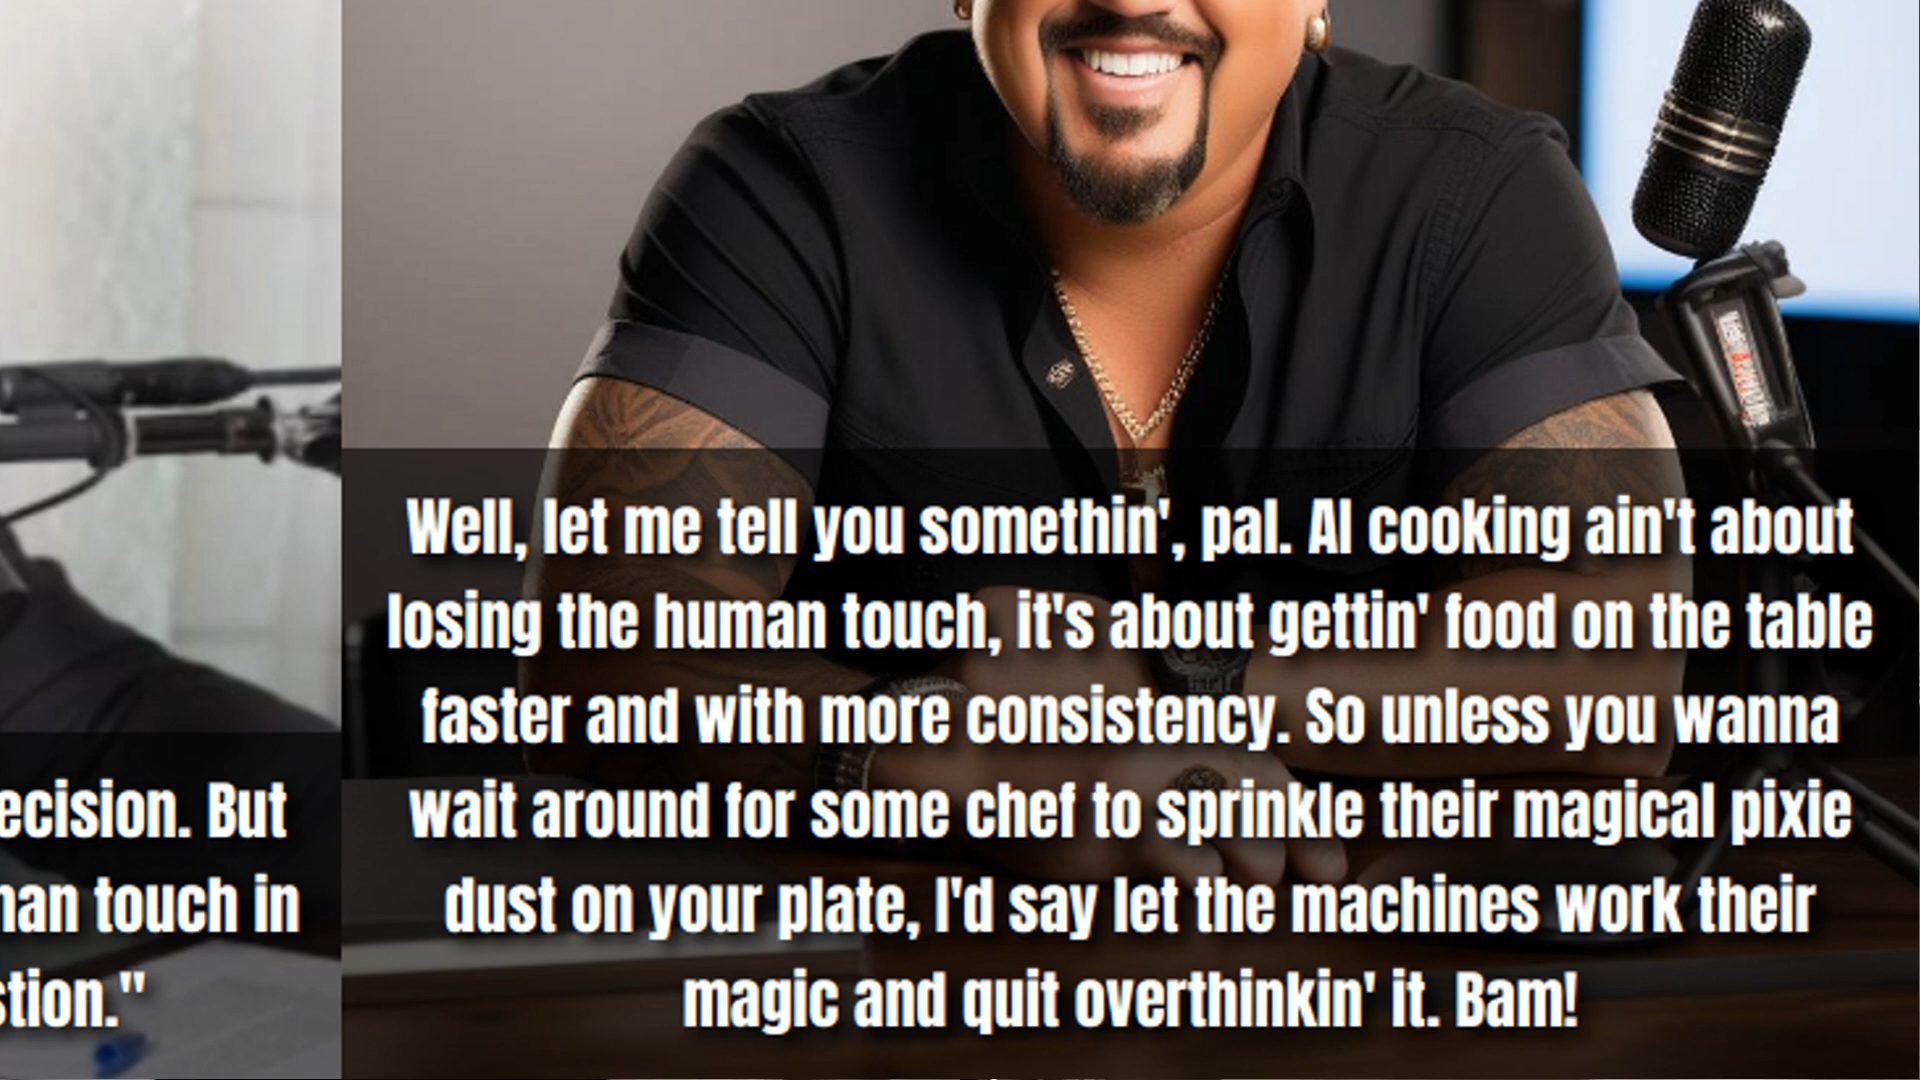 ecision. But
nan touch in
stion."
Well, let me tell you somethin', pal. AI cooking ain't about
losing the human touch, it's about gettin' food on the table
faster and with more consistency. So unless you wanna
wait around for some chef to sprinkle their magical pixie
dust on your plate, I'd say let the machines work their
magic and quit overthinkin' it. Bam!